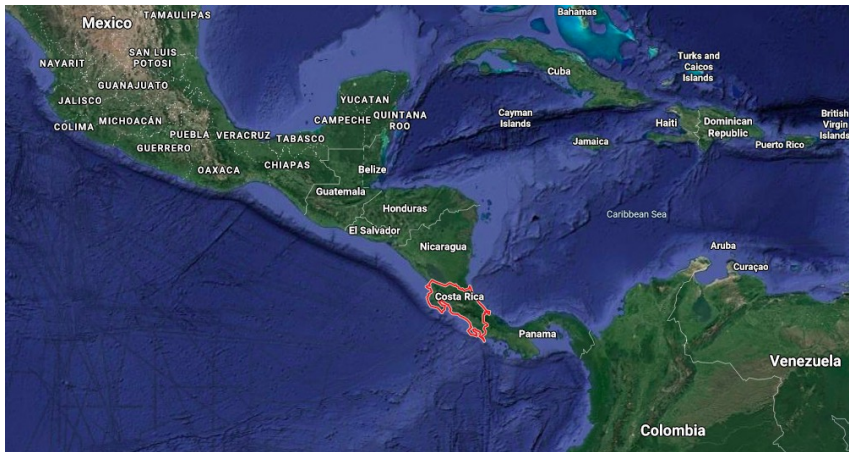 TAMAULIPAS
Bahamas
Mexico
SAN LUIS
POTOSI
NAYARIT
Turks and
Caicos
Islands
Cuba
GUANAJUATO
JALISCO
YUCATAN
CAMPECHE
QUINTANA
ROO
Cayman
Islands
British
Virgin
Islands
COLIMA
MICHOACÁN
Haiti
Dominican
Republic
PUEBLA
VERACRUZ
TABASCO
GUERRERO
Jamaica
Puerto Rico
OAXACA
CHIAPAS
Belize
Guatemala
Honduras
Caribbean Sea
El Salvador
Nicaragua
Aruba
Curaçao
Costa Rica
Panama
Venezuela
Colombia